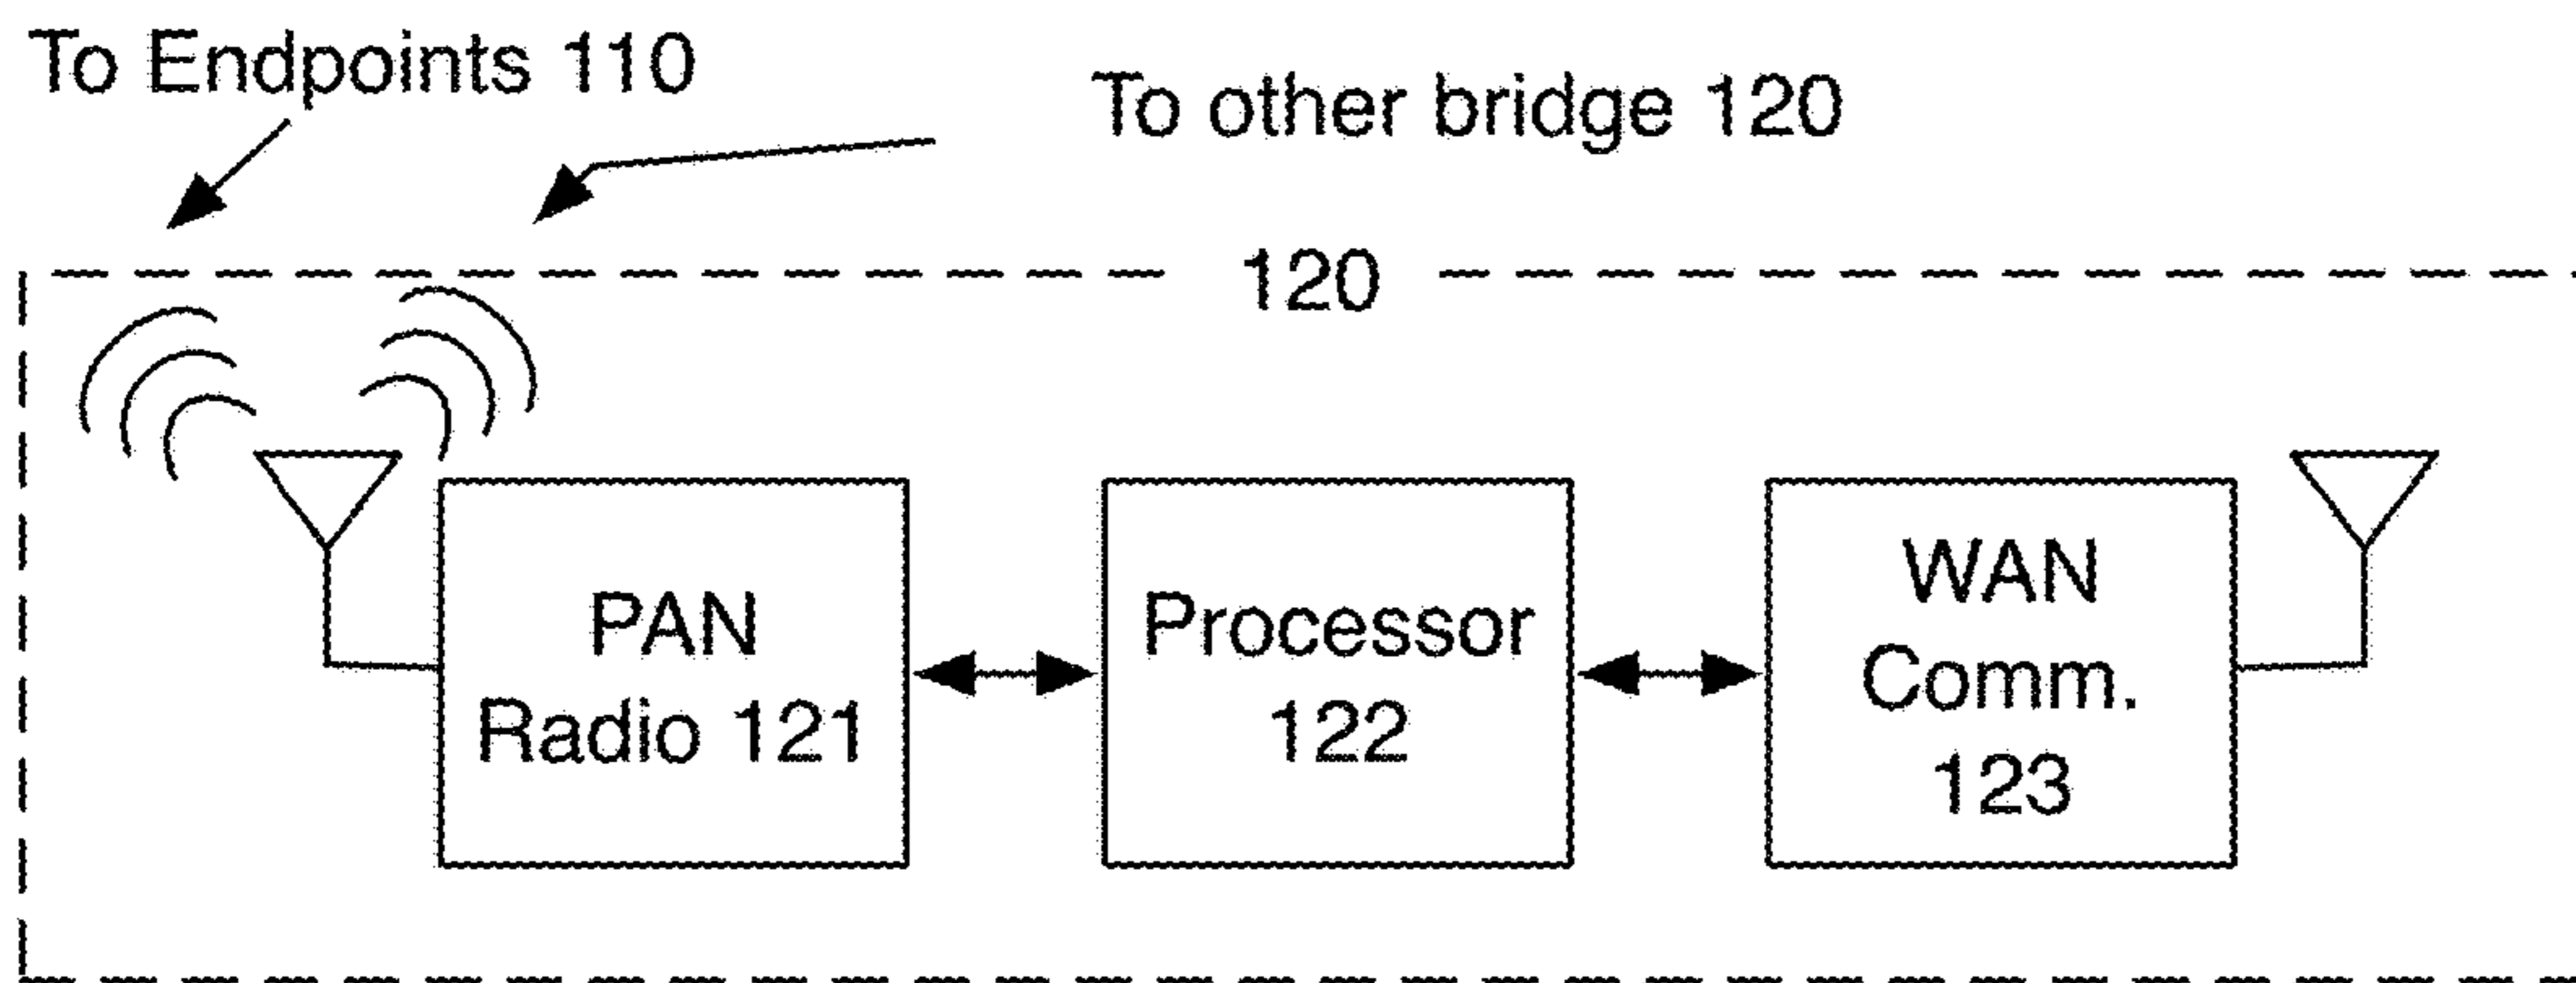 To Endpoints 110
To other bridge 120
120
PAN
Radio 121
Processor
122
WAN
Comm.
123